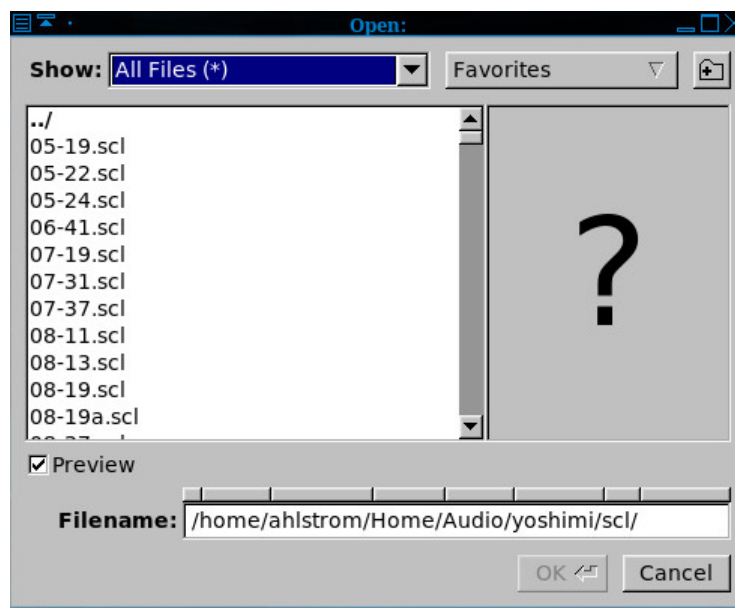 Open:
Show: All Files (*) Favorites
../
05-19.scl
05-22.scl
05-24.scl
06-41.scl
07-19.scl
07-31.scl
07-37.scl
08-11.scl
08-13.scl
08-19.scl
08-19a.scl
?
Preview
Filename: /home/ahlstrom/Home/Audio/yoshimi/scl/
OK Cancel